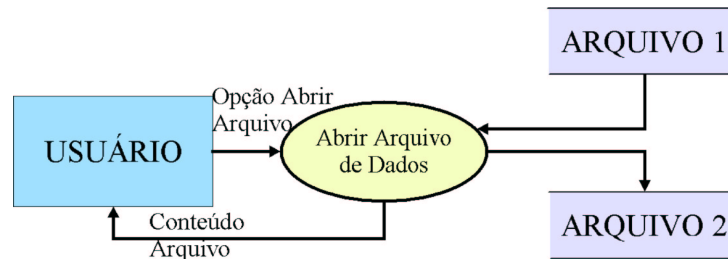 ARQUIVO 1
Opção Abrir
Arquivo
USUÁRIO
Abrir Arquivo
de Dados
Conteúdo
Arquivo
ARQUIVO 2